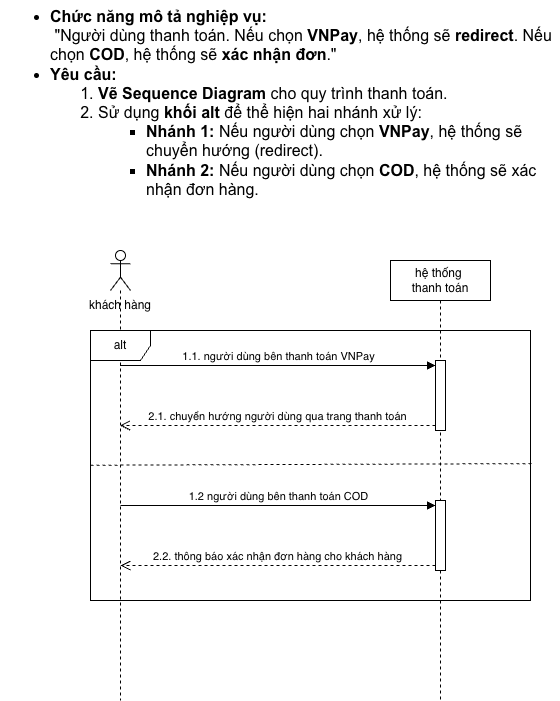 • Chức năng mô tả nghiệp vụ:
"Người dùng thanh toán. Nếu chọn VNPay, hệ thống sẽ redirect. Nếu
chọn COD, hệ thống sẽ xác nhận đơn."
• Yêu cầu:
1. Vẽ Sequence Diagram cho quy trình thanh toán.
2. Sử dụng khối alt để thể hiện hai nhánh xử lý:
▪ Nhánh 1: Nếu người dùng chọn VNPay, hệ thống sẽ
chuyển hướng (redirect).
▪ Nhánh 2: Nếu người dùng chọn COD, hệ thống sẽ xác
nhận đơn hàng.
hệ thống
thanh toán
khách hàng
alt
1.1. người dùng bên thanh toán VNPay
2.1. chuyển hướng người dùng qua trang thanh toán
1.2 người dùng bên thanh toán COD
2.2. thông báo xác nhận đơn hàng cho khách hàng